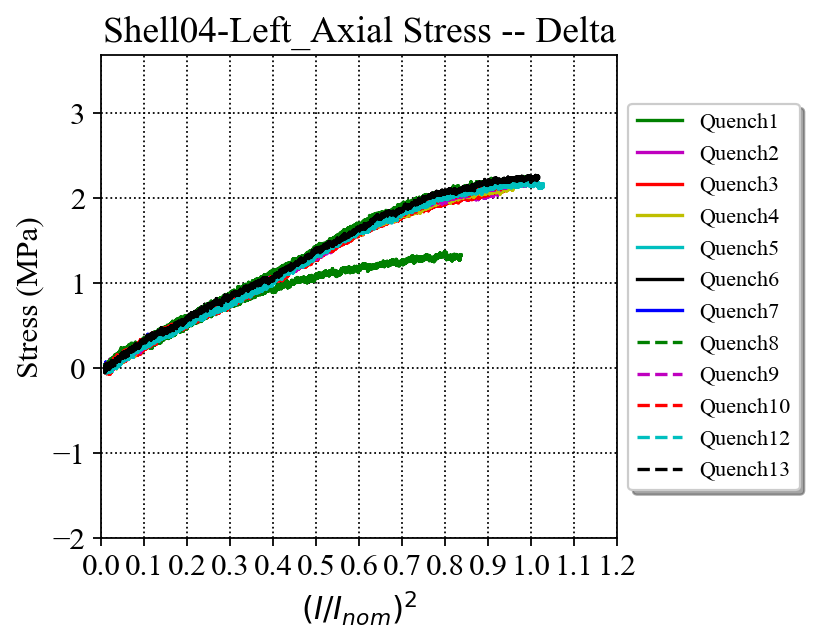 Shell04-Left_Axial Stress -- Delta
3
2
1
0
−1
−2
Stress (MPa)
0.0 0.1 0.2 0.3 0.4 0.5 0.6 0.7 0.8 0.9 1.0 1.1 1.2
(I/I_{nom})^2
Quench1
Quench2
Quench3
Quench4
Quench5
Quench6
Quench7
Quench8
Quench9
Quench10
Quench12
Quench13